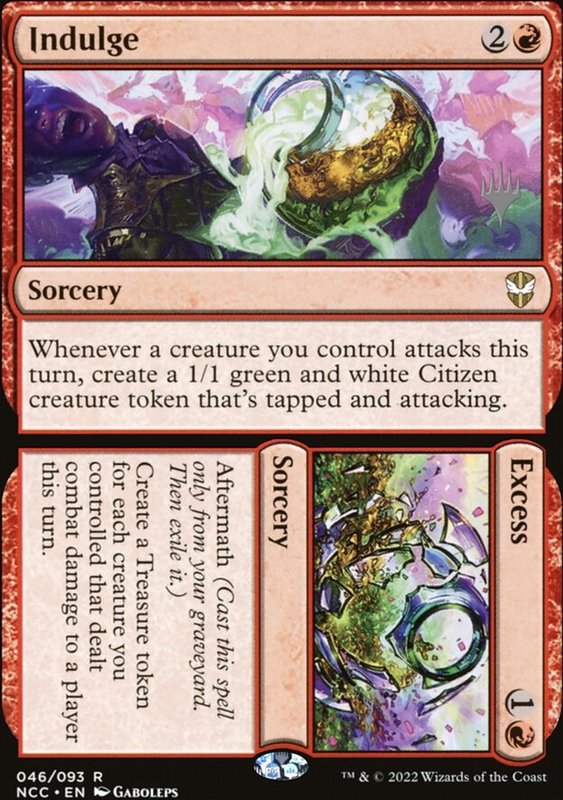 Indulge 2
Sorcery
Whenever a creature you control attacks this
turn, create a 1/1 green and white Citizen
creature token that's tapped and attacking.
Excess 1
Sorcery
Aftermath (Cast this spell
only from your graveyard.
Then exile it.)
Create a Treasure token
for each creature you
controlled that dealt
combat damage to a player
this turn.
046/093 R
NCC • EN Gaboleps
™ & © 2022 Wizards of the Coast